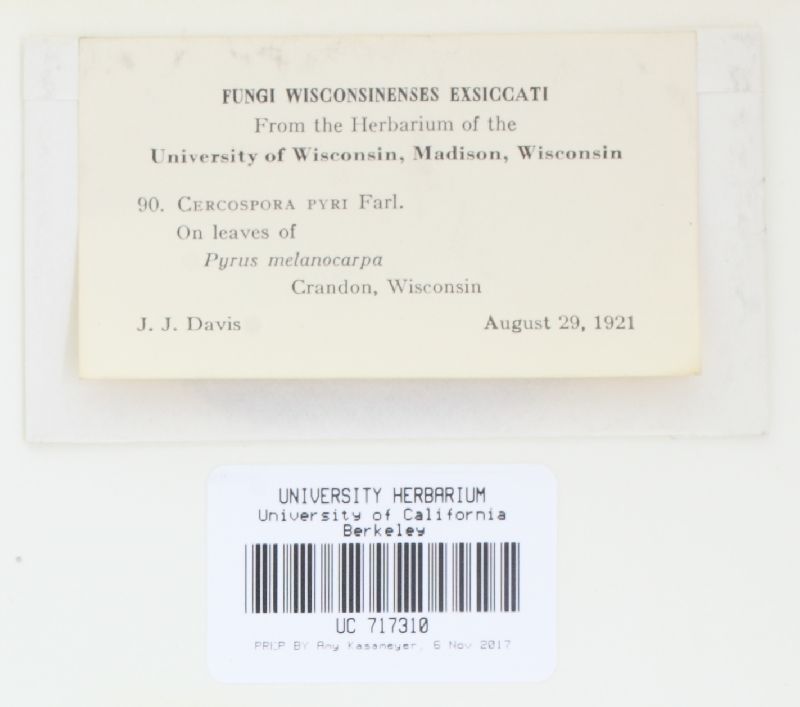 FUNGI WISCONSINENSES EXSICCATI
From the Herbarium of the
University of Wisconsin, Madison, Wisconsin
90. CERCOSPORA PYRI Farl.
On leaves of
Pyrus melanocarpa
Crandon, Wisconsin
J. J. Davis August 29, 1921
UNIVERSITY HERBARIUM
University of California
Berkeley
UC 717310
PREP BY Amy Kasameyer, 6 Nov 2017